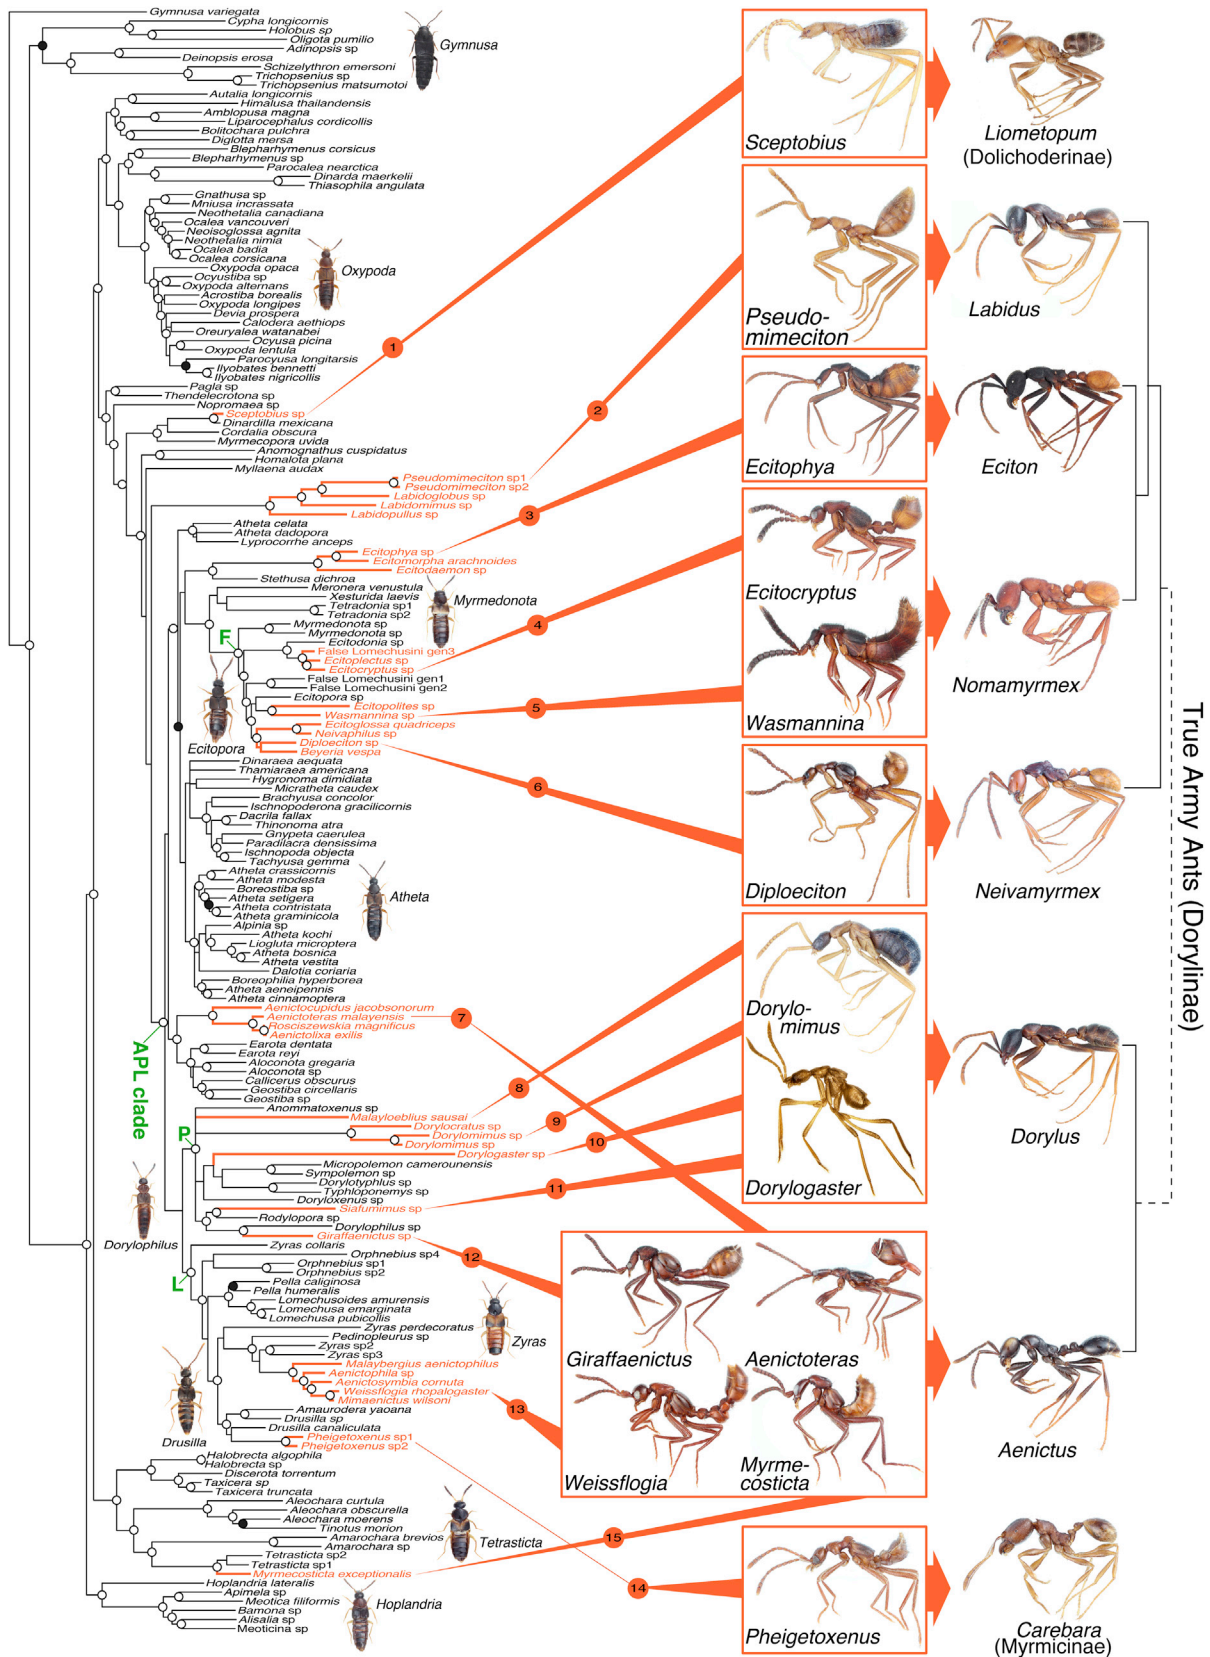 Gymnusa variegata
Cypha longicornis
Holobus sp
Oligota pumilio
Adinopsis sp
Deinopsis erosa
Schizelythron emersoni
Trichopsenius sp
Trichopsenius matsumotoi
Gymnusa
Autalia longicornis
Himalusa thailandensis
Amblopusa magna
Liparocephalus cordicollis
Bolitochara pulchra
Diglotta mersa
Blepharhymenus corsicus
Blepharhymenus sp
Parocalea nearctica
Dinarda maerkelii
Thiasophila angulata
Gnathusa sp
Mniusa incrassata
Neothetalia canadiana
Ocalea vancouveri
Neoisoglossa agnita
Neothetalia nimia
Ocalea badia
Ocalea corsicana
Oxypoda opaca
Ocyustiba sp
Oxypoda alternans
Acrostiba borealis
Oxypoda longipes
Devia prospera
Calodera aethiops
Oreuryalea watanabei
Ocyusa picina
Oxypoda lentula
Parocyusa longitarsis
Ilyobates bennetti
Ilyobates nigricollis
Oxypoda
Pagla sp
Thendelecrotona sp
Nopromaea sp
Sceptobius sp
Dinardilla mexicana
Cordalia obscura
Myrmecopora uvida
Anomognathus cuspidatus
Homalota plana
Myllaena audax
Pseudomimeciton sp1
Pseudomimeciton sp2
Labidoglobus sp
Labidomimus sp
Labidopullus sp
Atheta celata
Atheta dadopora
Lyprocorrhe anceps
Ecitophya sp
Ecitomorpha arachnoides
Ecitodaemon sp
Stethusa dichroa
Meronera venustula
Xesturida laevis
Tetradonia sp1
Tetradonia sp2
Myrmedonota
Myrmedonota sp
Myrmedonota sp
Ecitodonia sp
False Lomechusini gen3
Ecitoplectus sp
Ecitocryptus sp
False Lomechusini gen1
False Lomechusini gen2
Ecitopora sp
Ecitopolites sp
Wasmannina sp
Ecitoglossa quadriceps
Neivaphilus sp
Diploeciton sp
Beyeria vespa
F
Ecitopora
Dinaraea aequata
Thamiaraea americana
Hygronoma dimidiata
Micratheta caudex
Brachyusa concolor
Ischnopoderona gracilicornis
Dacrila fallax
Thinonoma atra
Gnypeta caerulea
Paradilacra densissima
Ischnopoda objecta
Tachyusa gemma
Atheta crassicornis
Atheta modesta
Boreostiba sp
Atheta setigera
Atheta contristata
Atheta graminicola
Atheta
Alpinia sp
Atheta kochi
Liogluta microptera
Atheta bosnica
Atheta vestita
Dalotia coriaria
Boreophilia hyperborea
Atheta aeneipennis
Atheta cinnamoptera
Aenictocupidus jacobsonorum
Aenictoteras malayensis
Rosciszewskia magnificus
Aenictolixa exilis
Earota dentata
Earota reyi
Aloconota gregaria
Aloconota sp
Callicerus obscurus
Geostiba circellaris
Geostiba sp
APL clade
Anommatoxenus sp
Malayloeblius sausai
Dorylocratus sp
Dorylomimus sp
Dorylomimus sp
Dorylogaster sp
Micropolemon camerounensis
Sympolemon sp
Dorylotyphlus sp
Typhloponemys sp
Doryloxenus sp
Siafumimus sp
Rodylopora sp
Dorylophilus sp
Giraffaenictus sp
P
Dorylophilus
Zyras collaris
Orphnebius sp4
Orphnebius sp1
Orphnebius sp2
Pella caliginosa
Pella humeralis
Lomechusoides amurensis
Lomechusa emarginata
Lomechusa pubicollis
L
Zyras perdecoratus
Pedinopleurus sp
Zyras sp2
Zyras sp3
Zyras
Malaybergius aenictophilus
Aenictophila sp
Aenictosymbia cornuta
Weissflogia rhopalogaster
Mimaenictus wilsoni
Amaurodera yaoana
Drusilla sp
Drusilla canaliculata
Pheigetoxenus sp1
Pheigetoxenus sp2
Drusilla
Halobrecta algophila
Halobrecta sp
Discerota torrentum
Taxicera sp
Taxicera truncata
Aleochara curtula
Aleochara obscurella
Aleochara moerens
Tinotus morion
Amarochara brevios
Amarochara sp
Tetrasticta
Tetrasticta sp2
Tetrasticta sp1
Myrmecosticta exceptionalis
Hoplandria lateralis
Apimela sp
Meotica filiformis
Bamona sp
Alisalia sp
Meoticina sp
Hoplandria
1
2
3
4
5
6
7
8
9
10
11
12
13
14
15
Sceptobius
Pseudo-
mimeciton
Ecitophya
Ecitocryptus
Wasmannina
Diploeciton
Dorylo-
mimus
Dorylogaster
Giraffaenictus
Aenictoteras
Weissflogia
Myrme-
costicta
Pheigetoxenus
Liometopum
(Dolichoderinae)
Labidus
Eciton
Nomamyrmex
Neivamyrmex
Dorylus
Aenictus
Carebara
(Myrmicinae)
True Army Ants (Dorylinae)